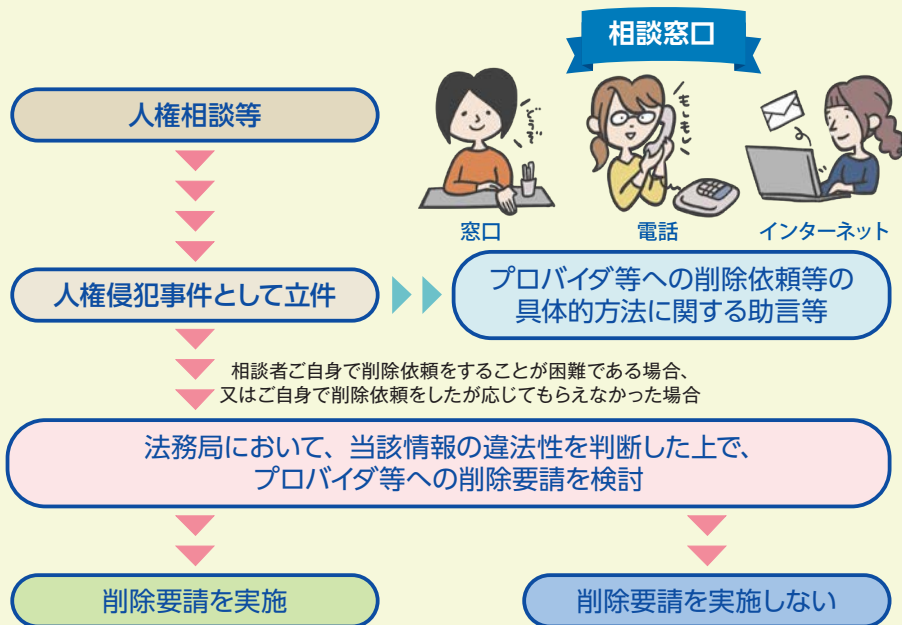 相談窓口
人権相談等
どうぞ
もしもし
窓口
電話
インターネット
人権侵犯事件として立件
プロバイダ等への削除依頼等の
具体的方法に関する助言等
相談者ご自身で削除依頼をすることが困難である場合、
又はご自身で削除依頼をしたが応じてもらえなかった場合
法務局において、当該情報の違法性を判断した上で、
プロバイダ等への削除要請を検討
削除要請を実施
削除要請を実施しない